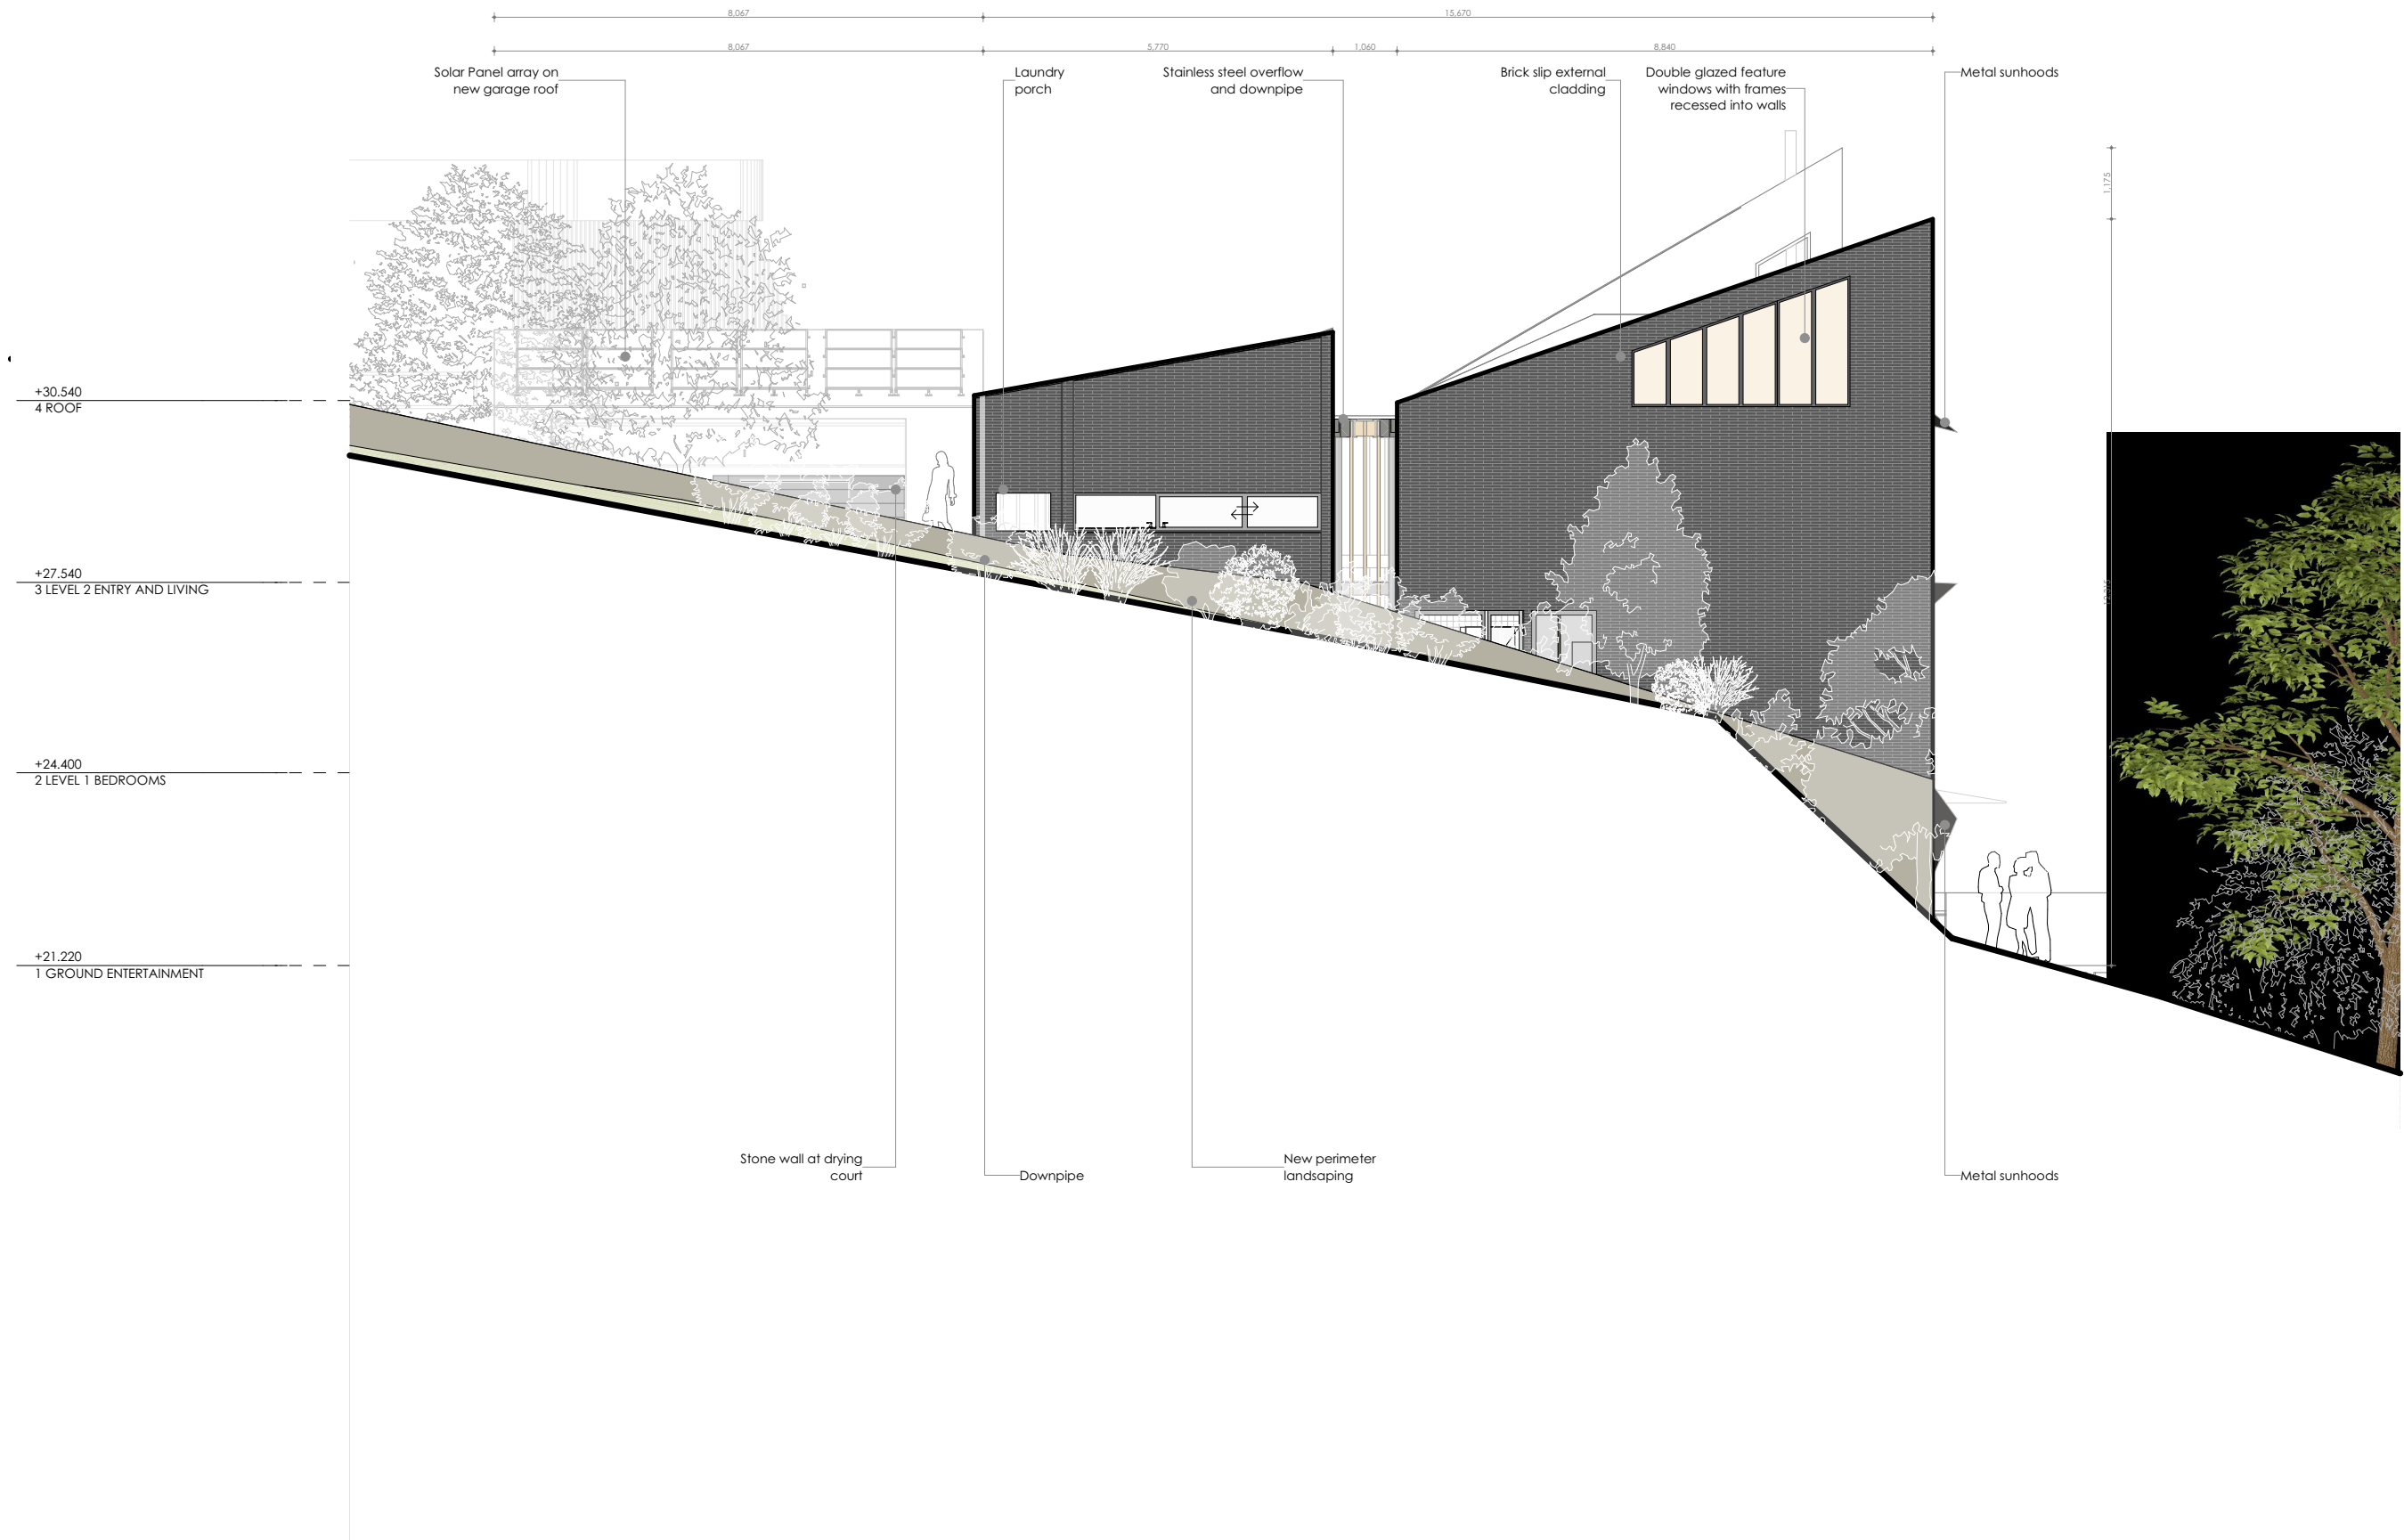 8,067
15,670
8,067
5,770
1,060
8,840
Solar Panel array on
new garage roof
Laundry
porch
Stainless steel overflow
and downpipe
Brick slip external
cladding
Double glazed feature
windows with frames
recessed into walls
Metal sunhoods
1,175
+30.540
4 ROOF
+27.540
3 LEVEL 2 ENTRY AND LIVING
+24.400
2 LEVEL 1 BEDROOMS
+21.220
1 GROUND ENTERTAINMENT
Stone wall at drying
court
Downpipe
New perimeter
landsaping
Metal sunhoods